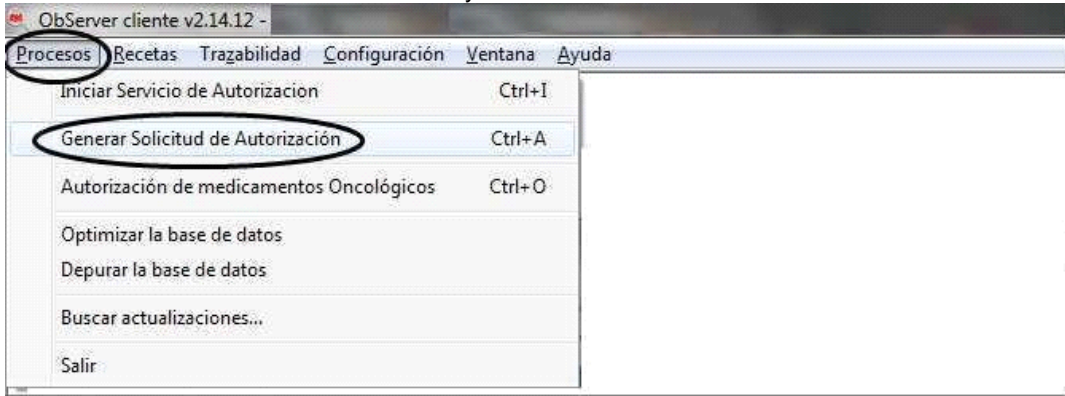 ObServer cliente v2.14.12 -
Procesos Recetas Trazabilidad Configuración Ventana Ayuda
Iniciar Servicio de Autorizacion Ctrl+I
Generar Solicitud de Autorización Ctrl+A
Autorización de medicamentos Oncológicos Ctrl+O
Optimizar la base de datos
Depurar la base de datos
Buscar actualizaciones...
Salir